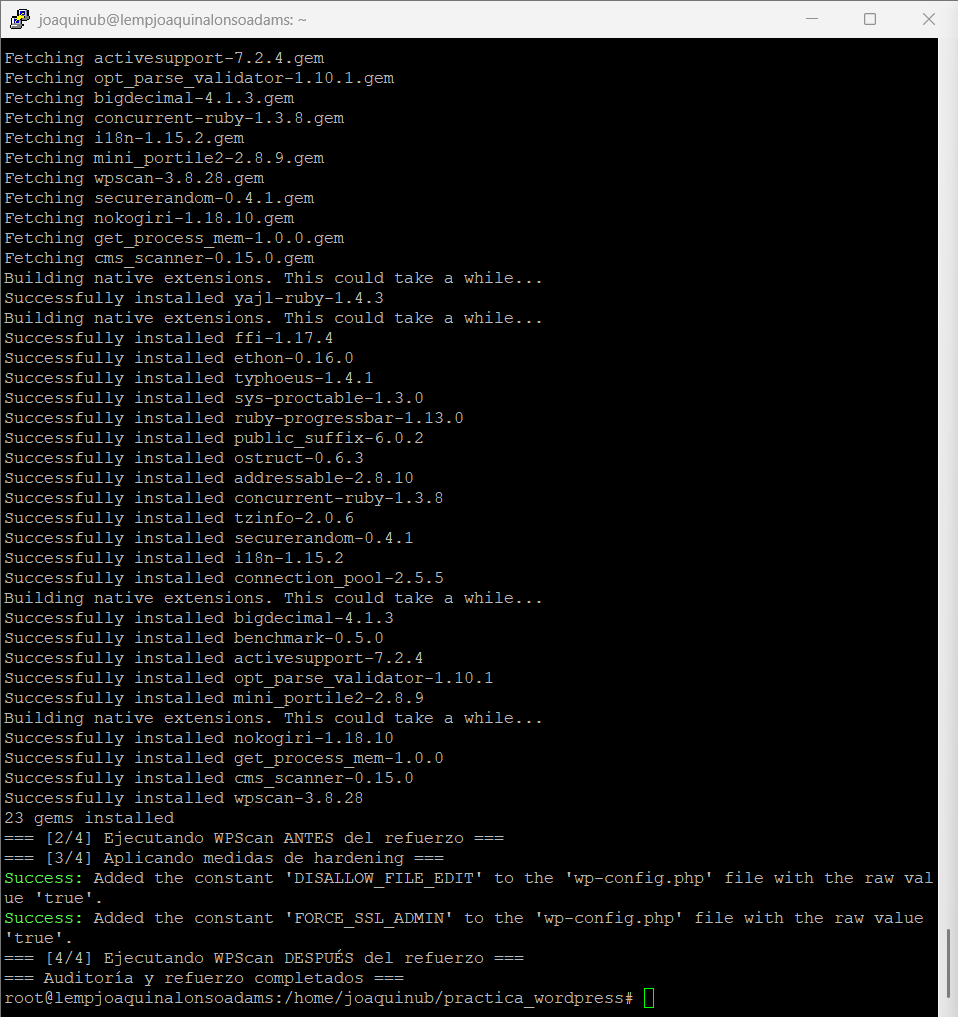 joaquinub@lempjoaquinalonsoadams: ~
Fetching activesupport-7.2.4.gem
Fetching opt_parse_validator-1.10.1.gem
Fetching bigdecimal-4.1.3.gem
Fetching concurrent-ruby-1.3.8.gem
Fetching i18n-1.15.2.gem
Fetching mini_portile2-2.8.9.gem
Fetching wpscan-3.8.28.gem
Fetching securerandom-0.4.1.gem
Fetching nokogiri-1.18.10.gem
Fetching get_process_mem-1.0.0.gem
Fetching cms_scanner-0.15.0.gem
Building native extensions. This could take a while...
Successfully installed yajl-ruby-1.4.3
Building native extensions. This could take a while...
Successfully installed ffi-1.17.4
Successfully installed ethon-0.16.0
Successfully installed typhoeus-1.4.1
Successfully installed sys-proctable-1.3.0
Successfully installed ruby-progressbar-1.13.0
Successfully installed public_suffix-6.0.2
Successfully installed ostruct-0.6.3
Successfully installed addressable-2.8.10
Successfully installed concurrent-ruby-1.3.8
Successfully installed tzinfo-2.0.6
Successfully installed securerandom-0.4.1
Successfully installed i18n-1.15.2
Successfully installed connection_pool-2.5.5
Building native extensions. This could take a while...
Successfully installed bigdecimal-4.1.3
Successfully installed benchmark-0.5.0
Successfully installed activesupport-7.2.4
Successfully installed opt_parse_validator-1.10.1
Successfully installed mini_portile2-2.8.9
Building native extensions. This could take a while...
Successfully installed nokogiri-1.18.10
Successfully installed get_process_mem-1.0.0
Successfully installed cms_scanner-0.15.0
Successfully installed wpscan-3.8.28
23 gems installed
=== [2/4] Ejecutando WPScan ANTES del refuerzo ===
=== [3/4] Aplicando medidas de hardening ===
Success: Added the constant 'DISALLOW_FILE_EDIT' to the 'wp-config.php' file with the raw val
ue 'true'.
Success: Added the constant 'FORCE_SSL_ADMIN' to the 'wp-config.php' file with the raw value
'true'.
=== [4/4] Ejecutando WPScan DESPUÉS del refuerzo ===
=== Auditoría y refuerzo completados ===
root@lempjoaquinalonsoadams:/home/joaquinub/practica_wordpress#